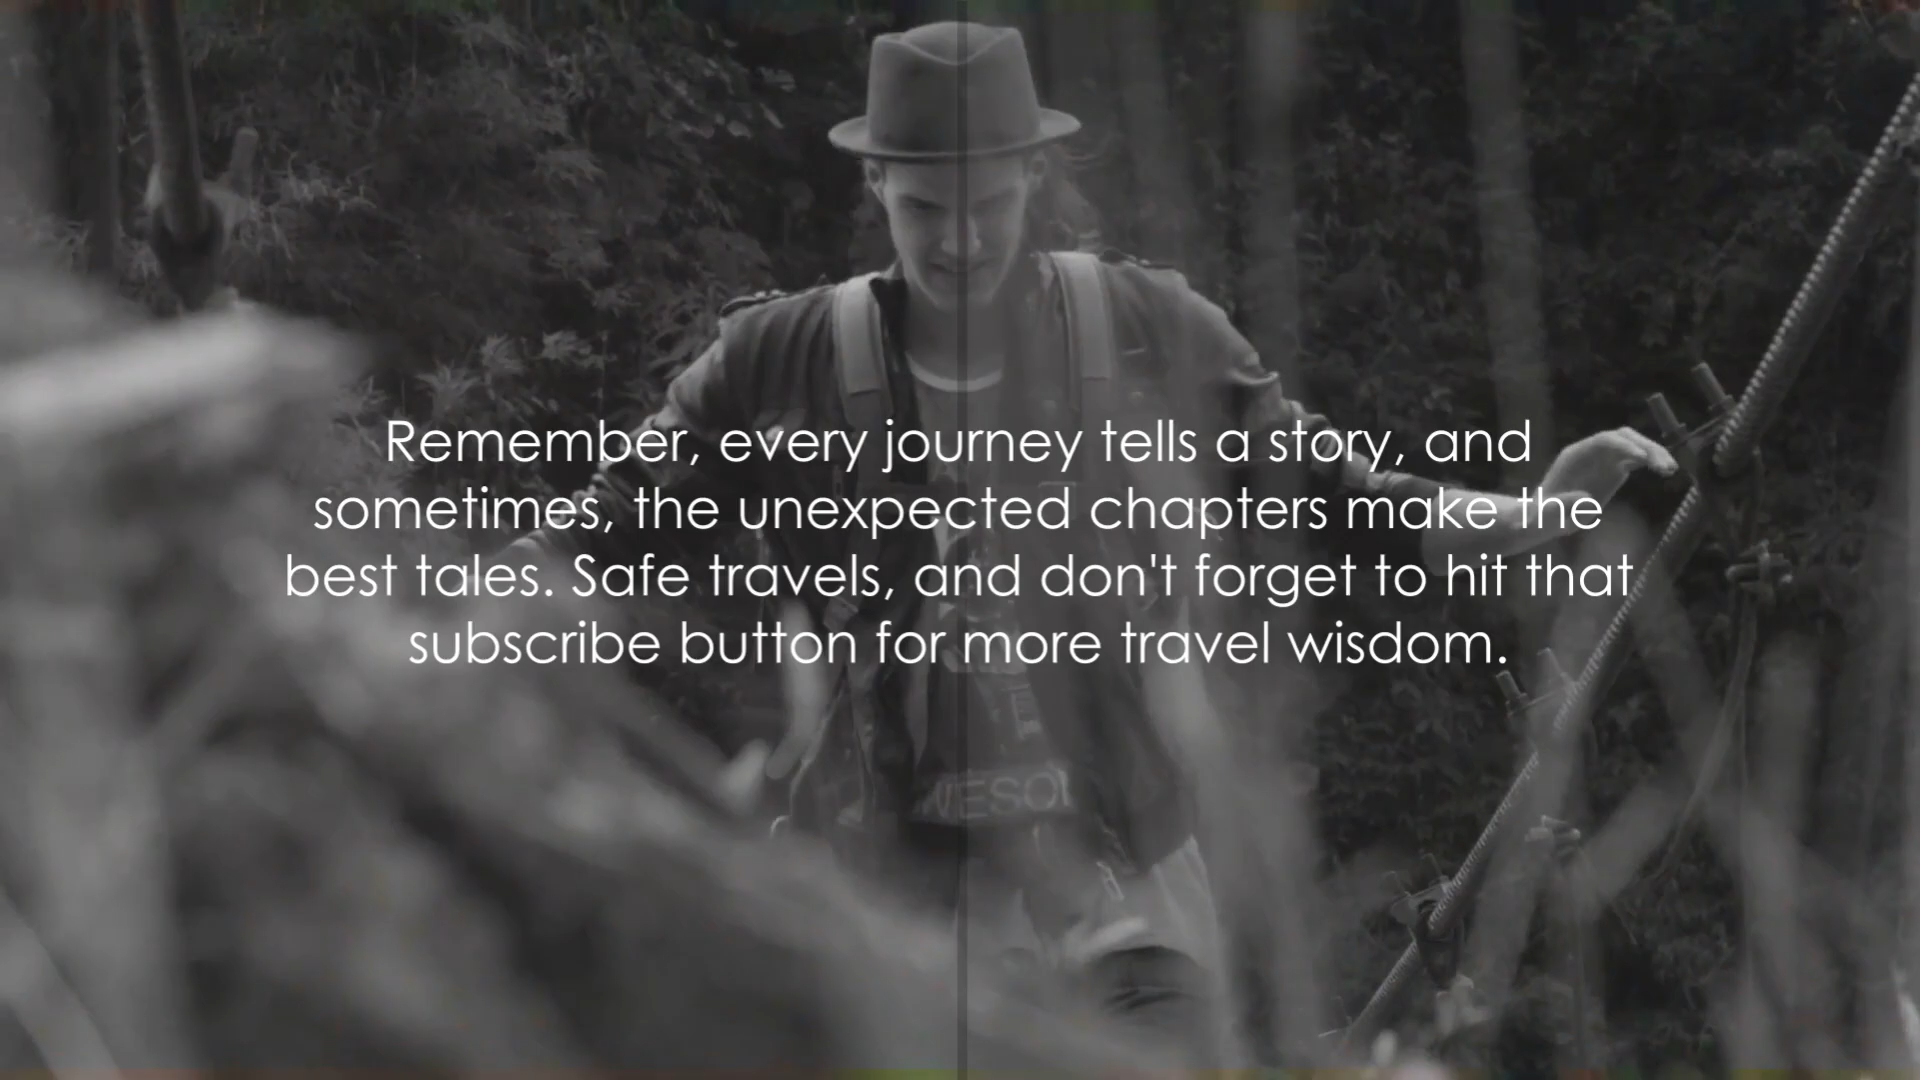 Remember, every journey tells a story, and
sometimes, the unexpected chapters make the
best tales. Safe travels, and don't forget to hit that
subscribe button for more travel wisdom.